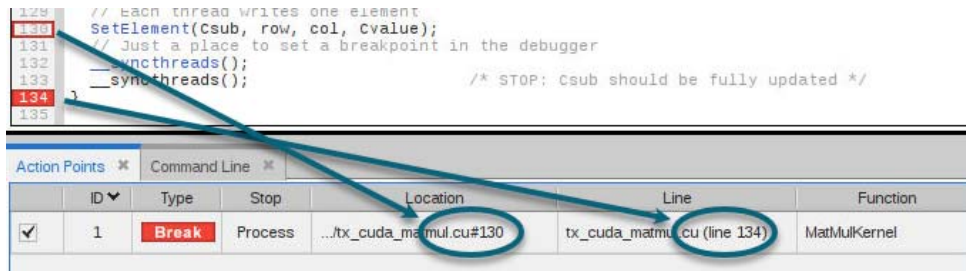 129 // Each thread writes one element
130 SetElement(Csub, row, col, Cvalue);
131 // Just a place to set a breakpoint in the debugger
132 __syncthreads();
133 __syncthreads(); /* STOP: Csub should be fully updated */
134 }
135
Action Points Command Line
ID Type Stop Location Line Function
1 Break Process .../tx_cuda_matmul.cu#130 tx_cuda_matmul.cu (line 134) MatMulKernel